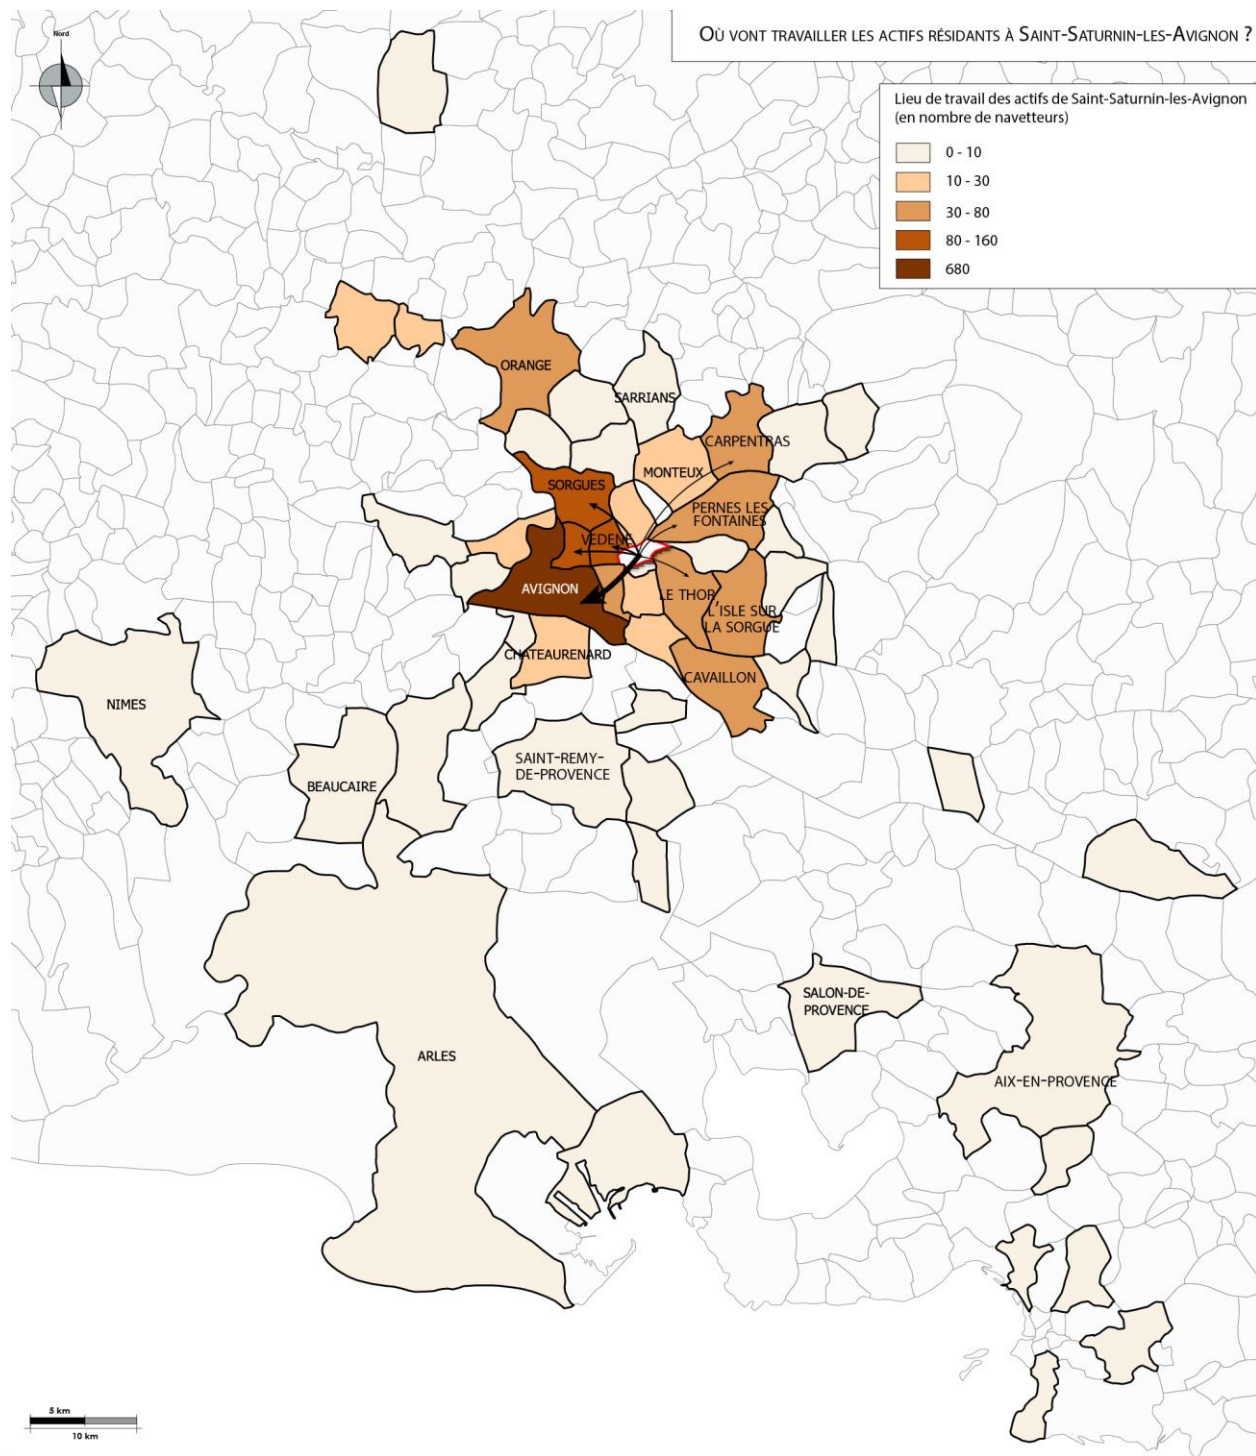 Nord
OÙ VONT TRAVAILLER LES ACTIFS RÉSIDANTS À SAINT-SATURNIN-LES-AVIGNON ?
Lieu de travail des actifs de Saint-Saturnin-les-Avignon
(en nombre de navetteurs)
0 - 10
10 - 30
30 - 80
80 - 160
680
ORANGE
SARRIANS
CARPENTRAS
MONTEUX
SORGUES
PERNES LES
FONTAINES
VEDENE
AVIGNON
LE THOR
L'ISLE SUR
LA SORGUE
CHATEAURENARD
CAVAILLON
NIMES
SAINT-REMY-
DE-PROVENCE
BEAUCAIRE
SALON-DE-
PROVENCE
ARLES
AIX-EN-PROVENCE
5 km
10 km